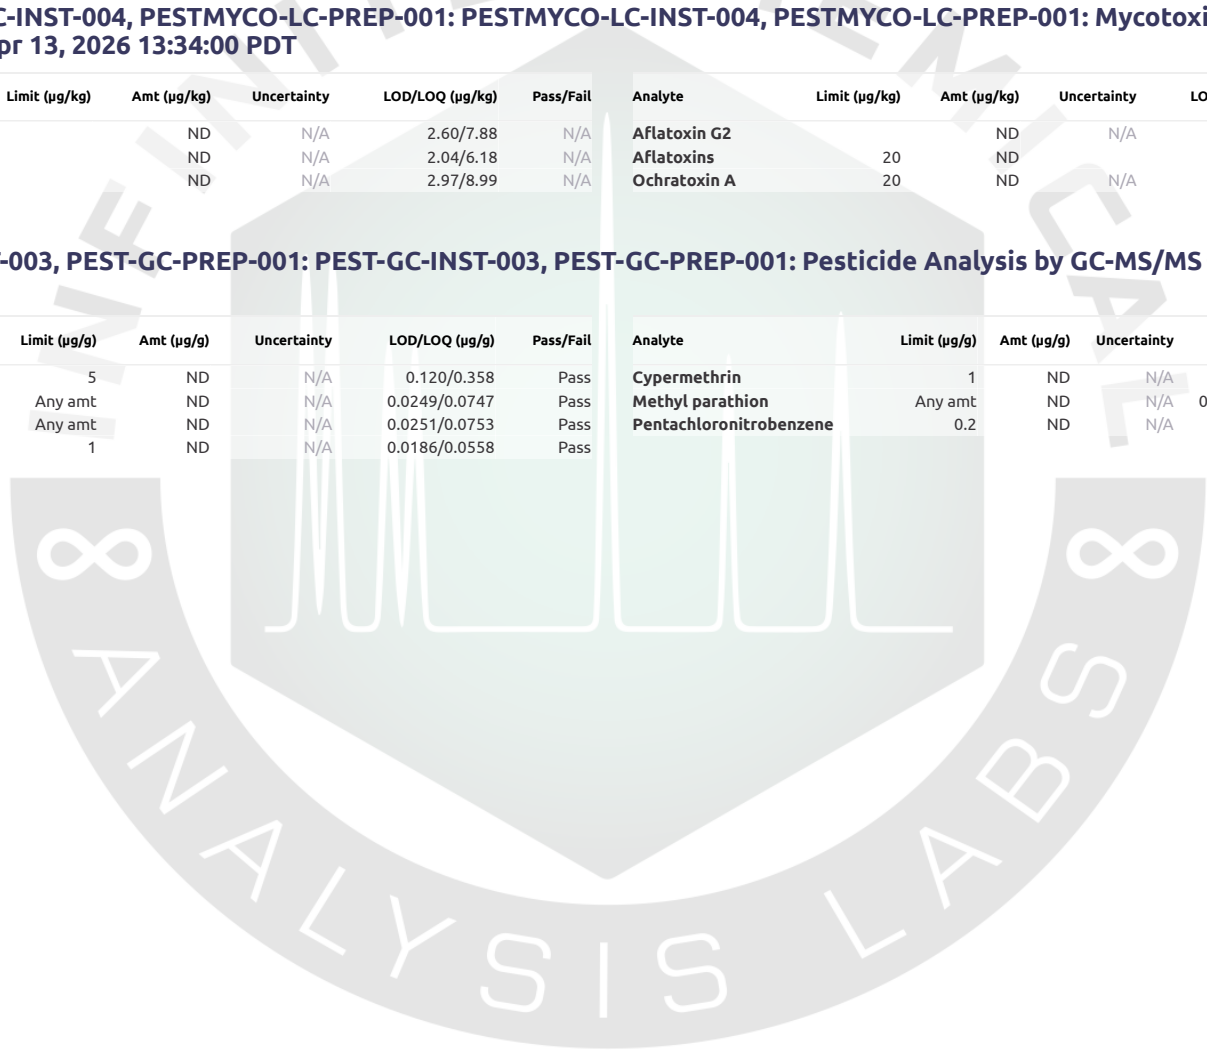 C-INST-004, PESTMYCO-LC-PREP-001: PESTMYCO-LC-INST-004, PESTMYCO-LC-PREP-001: Mycotoxi
pr 13, 2026 13:34:00 PDT
Limit (µg/kg) Amt (µg/kg) Uncertainty LOD/LOQ (µg/kg) Pass/Fail Analyte Limit (µg/kg) Amt (µg/kg) Uncertainty LO
ND N/A 2.60/7.88 N/A Aflatoxin G2 ND N/A
ND N/A 2.04/6.18 N/A Aflatoxins 20 ND
ND N/A 2.97/8.99 N/A Ochratoxin A 20 ND N/A
-003, PEST-GC-PREP-001: PEST-GC-INST-003, PEST-GC-PREP-001: Pesticide Analysis by GC-MS/MS
Limit (µg/g) Amt (µg/g) Uncertainty LOD/LOQ (µg/g) Pass/Fail Analyte Limit (µg/g) Amt (µg/g) Uncertainty
5 ND N/A 0.120/0.358 Pass Cypermethrin 1 ND N/A
Any amt ND N/A 0.0249/0.0747 Pass Methyl parathion Any amt ND N/A 0
Any amt ND N/A 0.0251/0.0753 Pass Pentachloronitrobenzene 0.2 ND N/A
1 ND N/A 0.0186/0.0558 Pass
ANALYSIS LABS